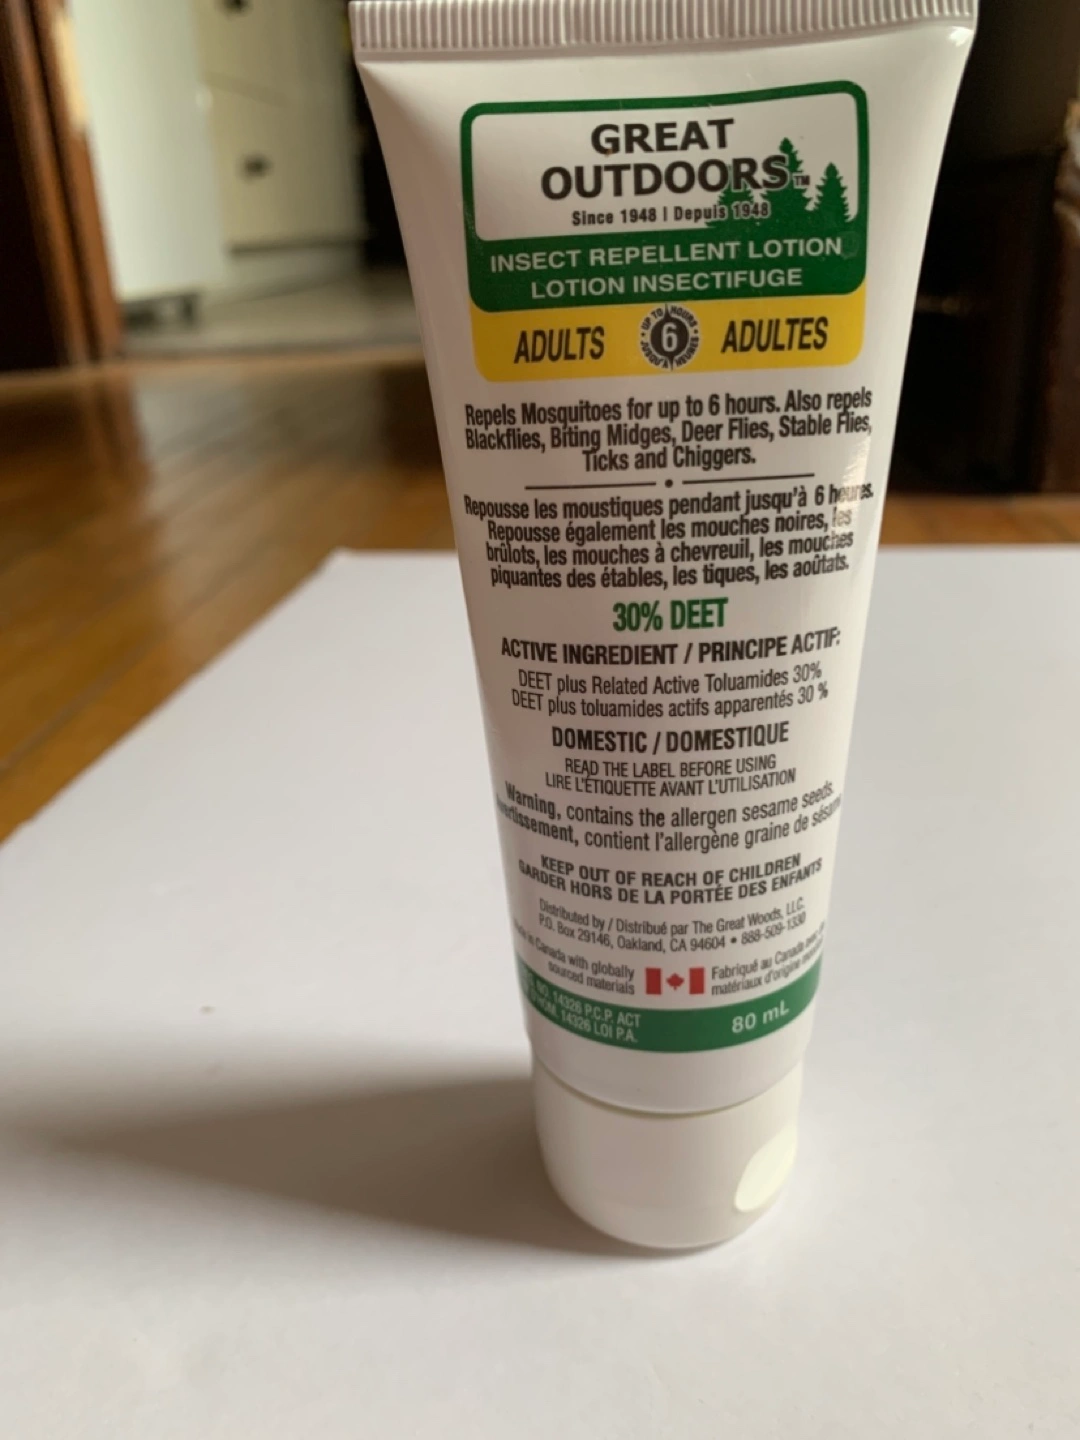 GREAT
OUTDOORS™
Since 1948 | Depuis 1948
INSECT REPELLENT LOTION
LOTION INSECTIFUGE
ADULTS
UP TO 6 HOURS
ADULTES
Repels Mosquitoes for up to 6 hours. Also repels
Blackflies, Biting Midges, Deer Flies, Stable Flies,
Ticks and Chiggers.
Repousse les moustiques pendant jusqu'à 6 heures.
Repousse également les mouches noires, les
brûlots, les mouches à chevreuil, les mouches
piquantes des étables, les tiques, les aoûtats.
30% DEET
ACTIVE INGREDIENT / PRINCIPE ACTIF:
DEET plus Related Active Toluamides 30%
DEET plus toluamides actifs apparentés 30 %
DOMESTIC / DOMESTIQUE
READ THE LABEL BEFORE USING
LIRE L'ÉTIQUETTE AVANT L'UTILISATION
Warning, contains the allergen sesame seeds.
contient l'allergène graine de
KEEP OUT OF REACH OF CHILDREN
GARDER HORS DE LA PORTÉE DES ENFANTS
Distributed by / Distribué par The Great Woods, LLC.
P.O. Box 29146, Oakland, CA 94604 • 888-509-1330
in Canada with globally
sourced materials
Fabriqué au Canada
matériaux d'origine
NO. 14326 P.C.P. ACT
14326 LOI P.A.
80 mL